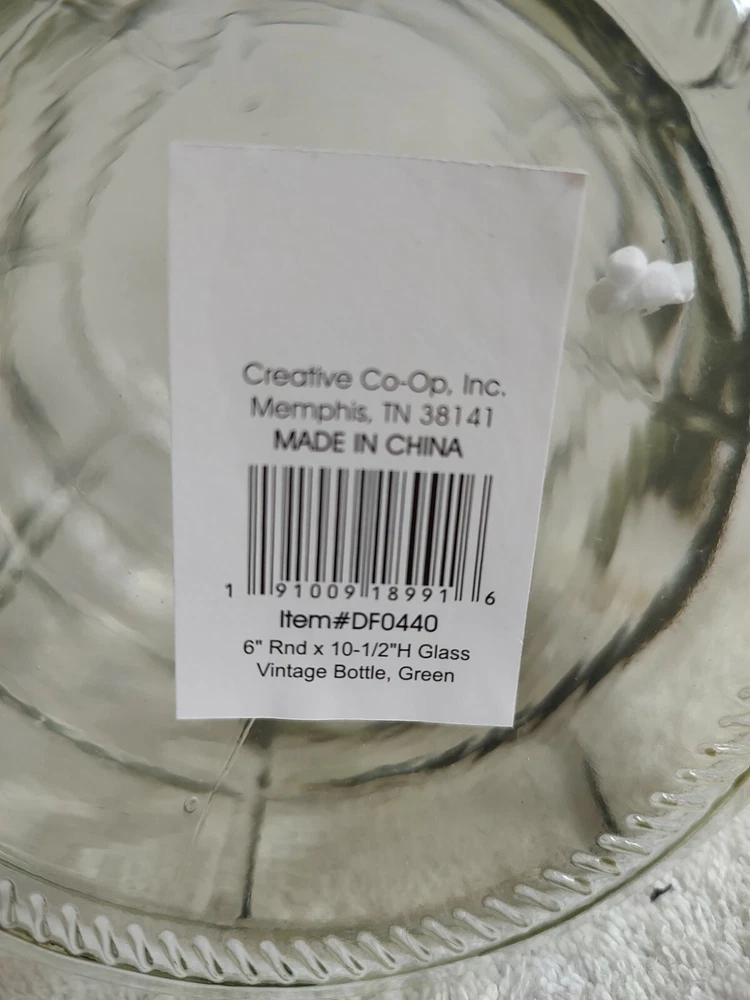 Creative Co-Op, Inc.
Memphis, TN 38141
MADE IN CHINA
1 91009 18991 6
Item#DF0440
6" Rnd x 10-1/2"H Glass
Vintage Bottle, Green